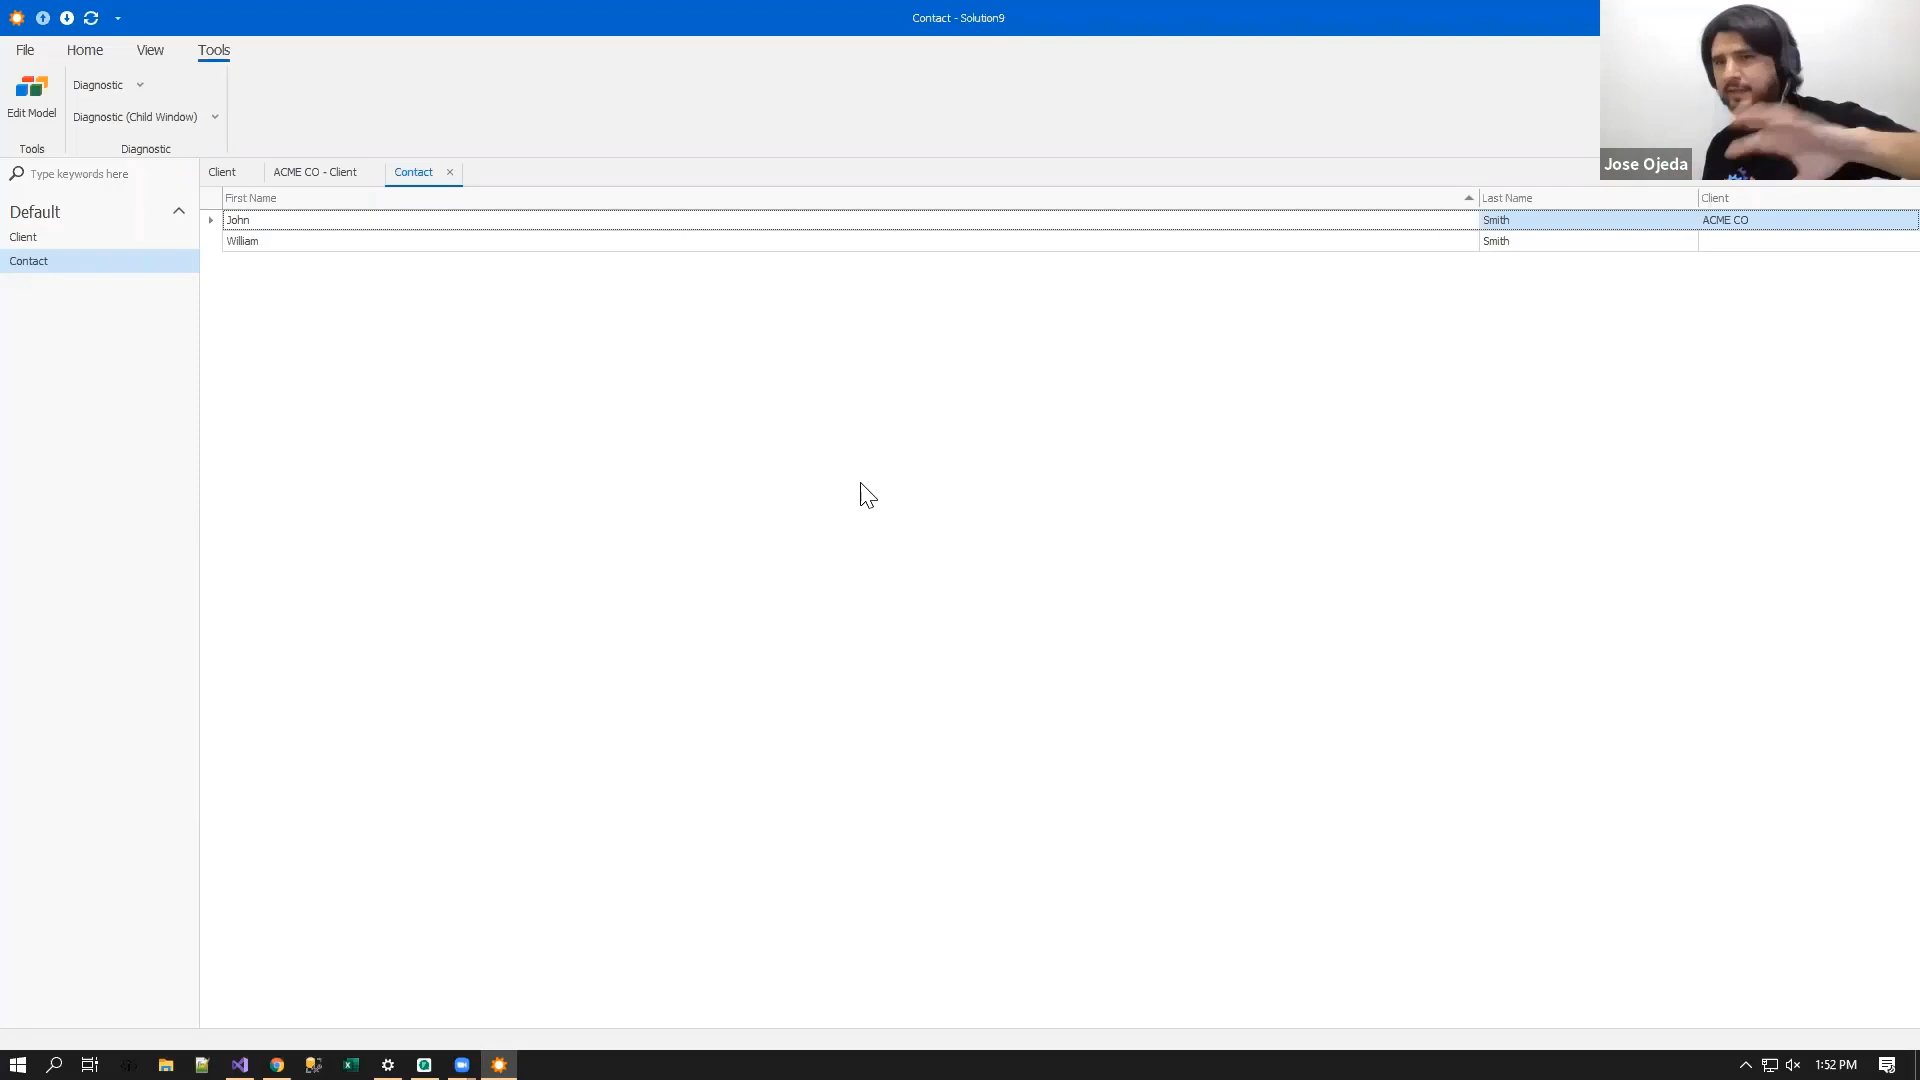 Contact - Solution9
File Home View Tools
Diagnostic
Edit Model
Diagnostic (Child Window)
Tools Diagnostic
Jose Ojeda
Type keywords here
Client ACME CO - Client Contact
Default
First Name Last Name Client
Client
John Smith ACME CO
Contact
William Smith
1:52 PM